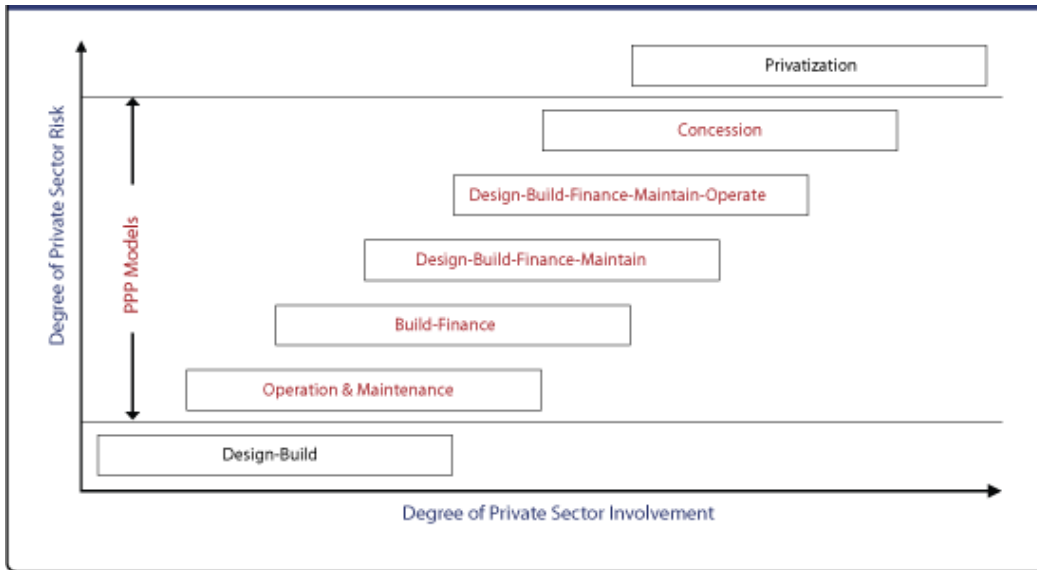 Privatization
Concession
Design-Build-Finance-Maintain-Operate
Design-Build-Finance-Maintain
Build-Finance
Operation & Maintenance
Design-Build
Degree of Private Sector Risk
PPP Models
Degree of Private Sector Involvement